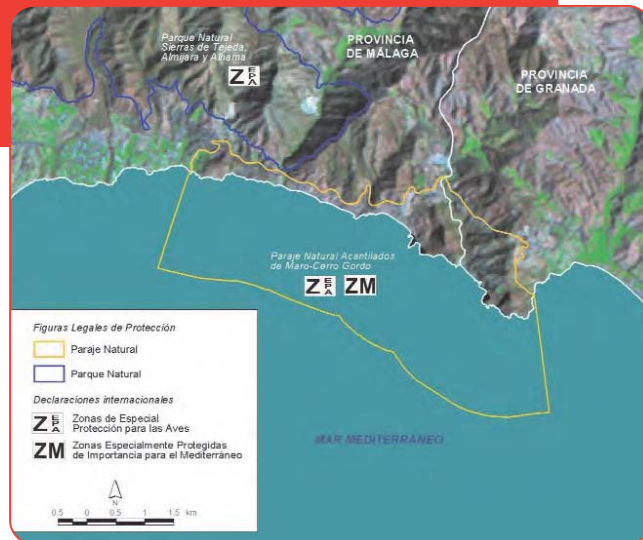 Parque Natural
Sierras de Tejeda,
Almijara y Alhama
ZEPA
PROVINCIA
DE MÁLAGA
PROVINCIA
DE GRANADA
Paraje Natural Acantilados
de Maro-Cerro Gordo
ZEPA ZM
MAR MEDITERRÁNEO
Figuras Legales de Protección
Paraje Natural
Parque Natural
Declaraciones internacionales
ZEPA Zonas de Especial
Protección para las Aves
ZM Zonas Especialmente Protegidas
de Importancia para el Mediterráneo
N
0.5 0 0.5 1 1.5 km